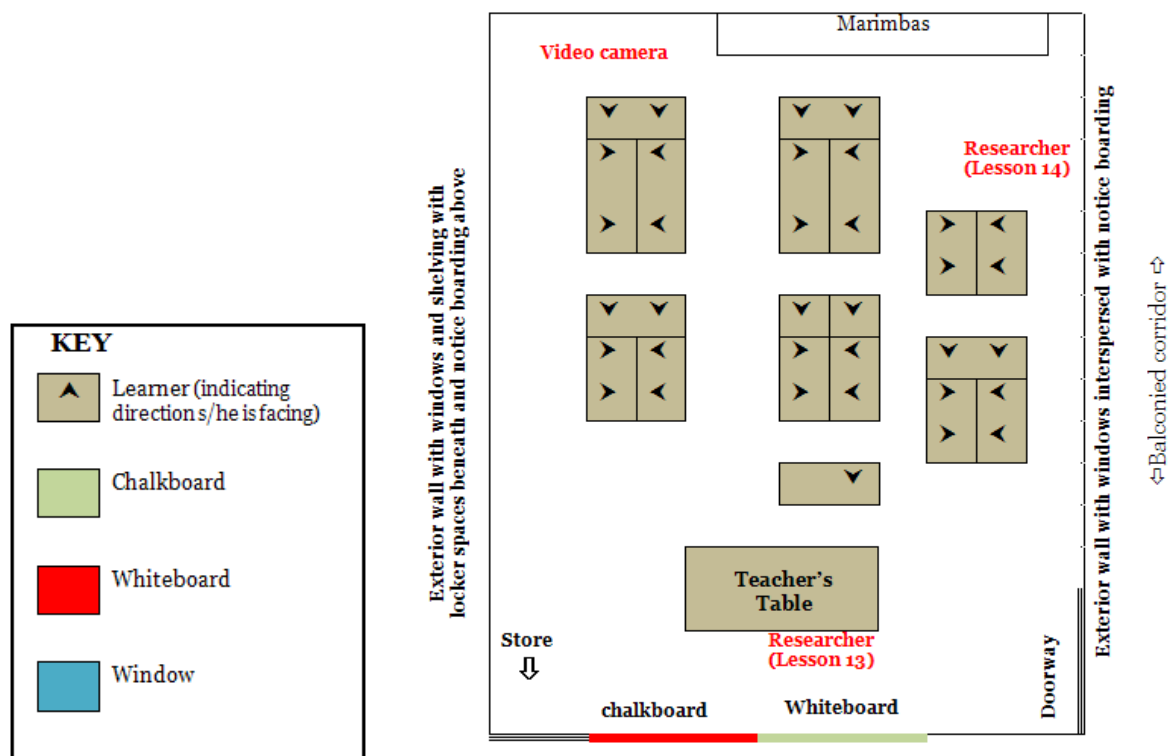 Marimbas
Video camera
Researcher
(Lesson 14)
Exterior wall with windows and shelving with
locker spaces beneath and notice boarding above
Exterior wall with windows interspersed with notice boarding
⇦Balconied corridor ⇨
KEY
Learner (indicating
direction s/he is facing)
Chalkboard
Whiteboard
Window
Teacher's
Table
Researcher
(Lesson 13)
Store
Doorway
chalkboard
Whiteboard